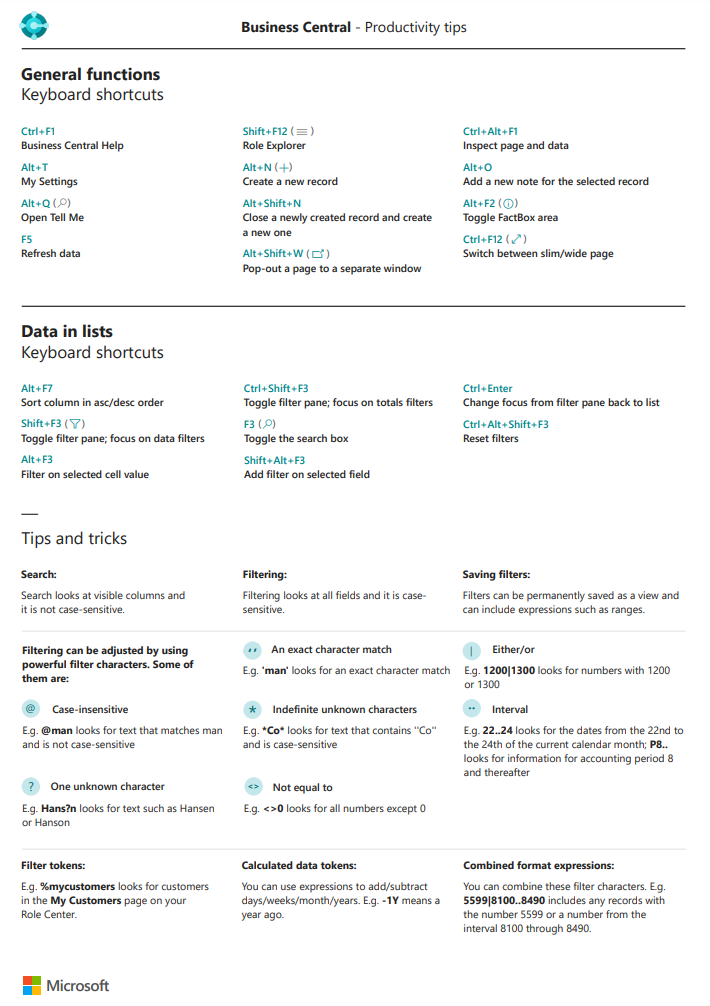 Business Central - Productivity tips
General functions
Keyboard shortcuts
Ctrl+F1
Business Central Help
Alt+T
My Settings
Alt+Q ( )
Open Tell Me
F5
Refresh data
Shift+F12 ( )
Role Explorer
Alt+N ( )
Create a new record
Alt+Shift+N
Close a newly created record and create
a new one
Alt+Shift+W ( )
Pop-out a page to a separate window
Ctrl+Alt+F1
Inspect page and data
Alt+O
Add a new note for the selected record
Alt+F2 ( )
Toggle FactBox area
Ctrl+F12 ( )
Switch between slim/wide page
Data in lists
Keyboard shortcuts
Alt+F7
Sort column in asc/desc order
Shift+F3 ( )
Toggle filter pane; focus on data filters
Alt+F3
Filter on selected cell value
Ctrl+Shift+F3
Toggle filter pane; focus on totals filters
F3 ( )
Toggle the search box
Shift+Alt+F3
Add filter on selected field
Ctrl+Enter
Change focus from filter pane back to list
Ctrl+Alt+Shift+F3
Reset filters
Tips and tricks
Search:
Search looks at visible columns and
it is not case-sensitive.
Filtering:
Filtering looks at all fields and it is case-
sensitive.
Saving filters:
Filters can be permanently saved as a view and
can include expressions such as ranges.
Filtering can be adjusted by using
powerful filter characters. Some of
them are:
' ' An exact character match
E.g. 'man' looks for an exact character match
| Either/or
E.g. 1200|1300 looks for numbers with 1200
or 1300
@ Case-insensitive
E.g. @man looks for text that matches man
and is not case-sensitive
* Indefinite unknown characters
E.g. *Co* looks for text that contains "Co"
and is case-sensitive
.. Interval
E.g. 22..24 looks for the dates from the 22nd to
the 24th of the current calendar month; P8..
looks for information for accounting period 8
and thereafter
? One unknown character
E.g. Hans?n looks for text such as Hansen
or Hanson
<> Not equal to
E.g. <>0 looks for all numbers except 0
Filter tokens:
E.g. %mycustomers looks for customers
in the My Customers page on your
Role Center.
Calculated data tokens:
You can use expressions to add/subtract
days/weeks/month/years. E.g. -1Y means a
year ago.
Combined format expressions:
You can combine these filter characters. E.g.
5599|8100..8490 includes any records with
the number 5599 or a number from the
interval 8100 through 8490.
Microsoft